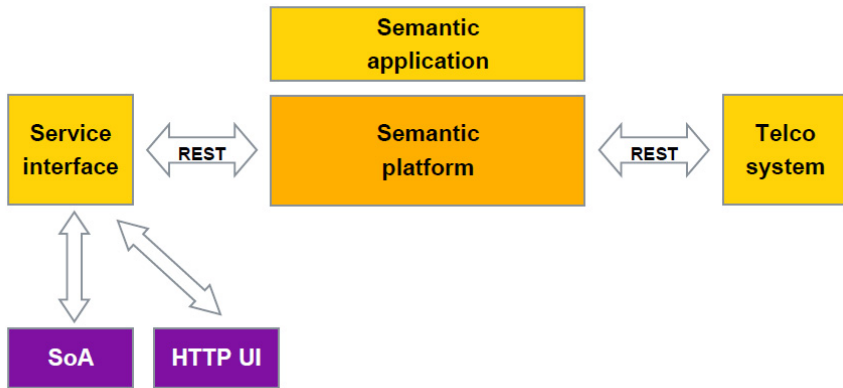 Semantic
application
Service
interface
REST
Semantic
platform
REST
Telco
system
SoA
HTTP UI